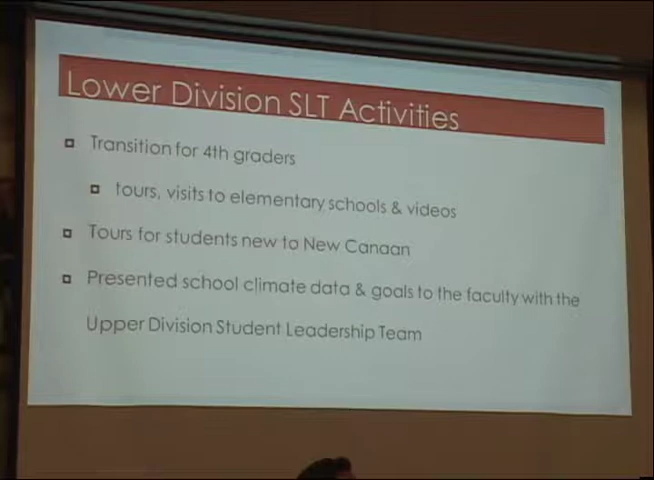 Lower Division SLT Activities
Transition for 4th graders
tours, visits to elementary schools & videos
Tours for students new to New Canaan
Presented school climate data & goals to the faculty with the
Upper Division Student Leadership Team